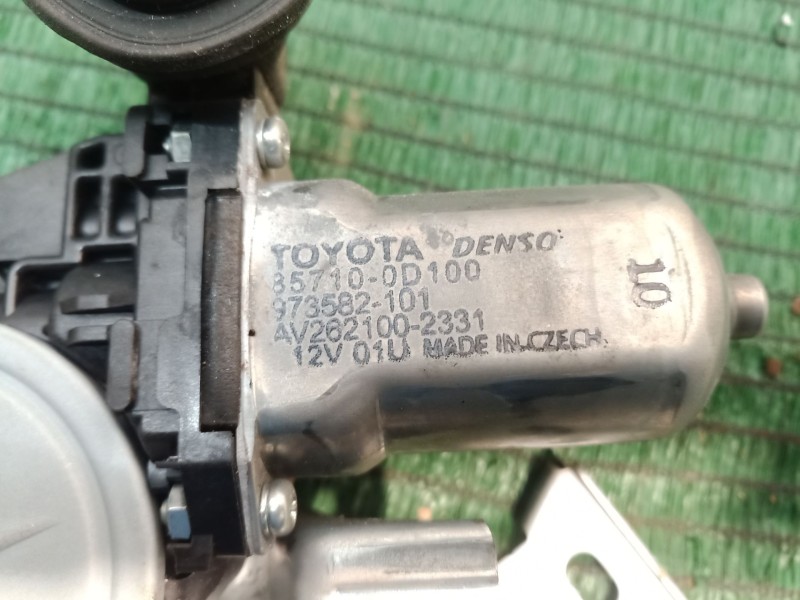 TOYOTA DENSO
85710-0D100
973582-101
AV262100-2331
12V 01U MADE IN CZECH.
10